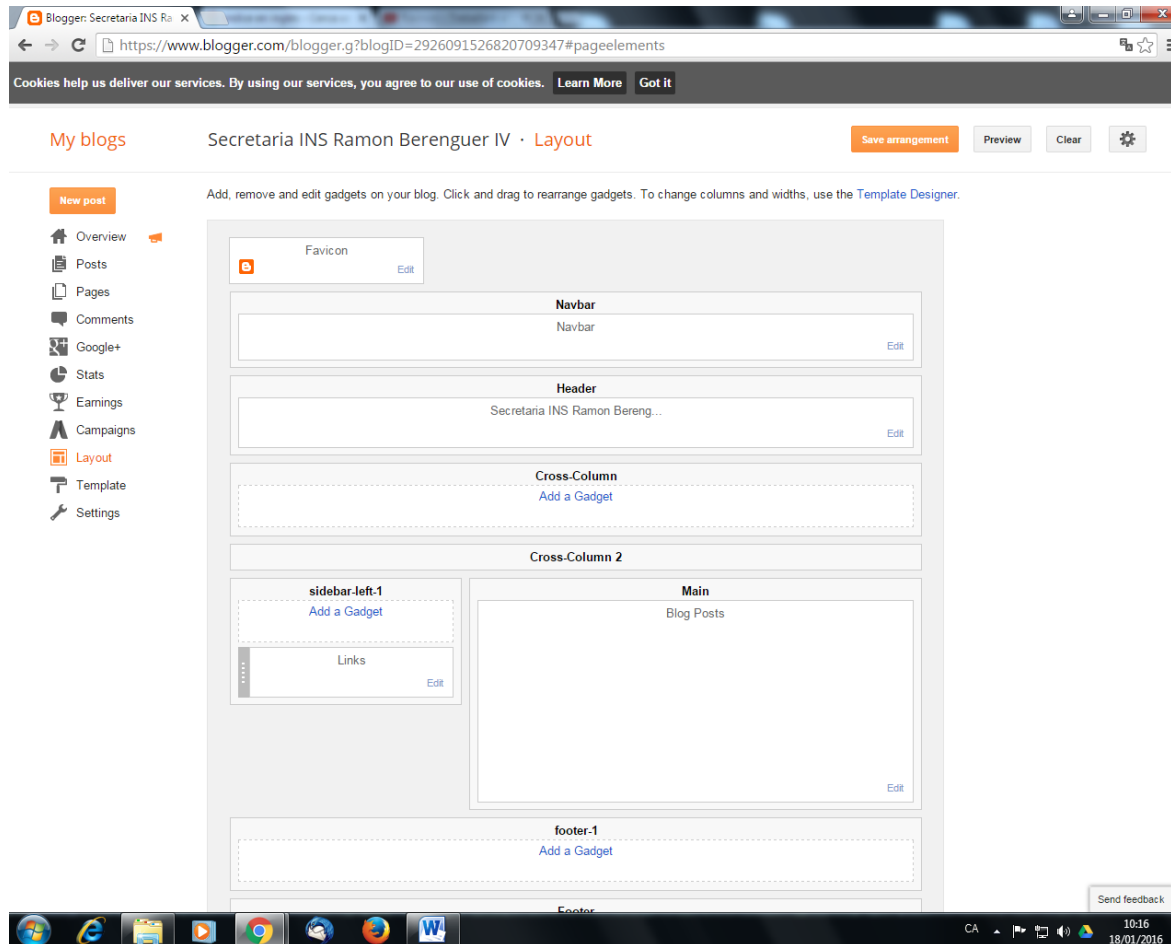 Blogger: Secretaria INS Ra
https://www.blogger.com/blogger.g?blogID=2926091526820709347#pageelements
Cookies help us deliver our services. By using our services, you agree to our use of cookies. Learn More Got it
My blogs
Secretaria INS Ramon Berenguer IV · Layout
Save arrangement
Preview
Clear
New post
Add, remove and edit gadgets on your blog. Click and drag to rearrange gadgets. To change columns and widths, use the Template Designer.
Overview
Posts
Pages
Comments
Google+
Stats
Earnings
Campaigns
Layout
Template
Settings
Favicon
Edit
Navbar
Navbar
Edit
Header
Secretaria INS Ramon Bereng...
Edit
Cross-Column
Add a Gadget
Cross-Column 2
sidebar-left-1
Add a Gadget
Links
Edit
Main
Blog Posts
Edit
footer-1
Add a Gadget
Footer
Send feedback
CA
10:16
18/01/2016